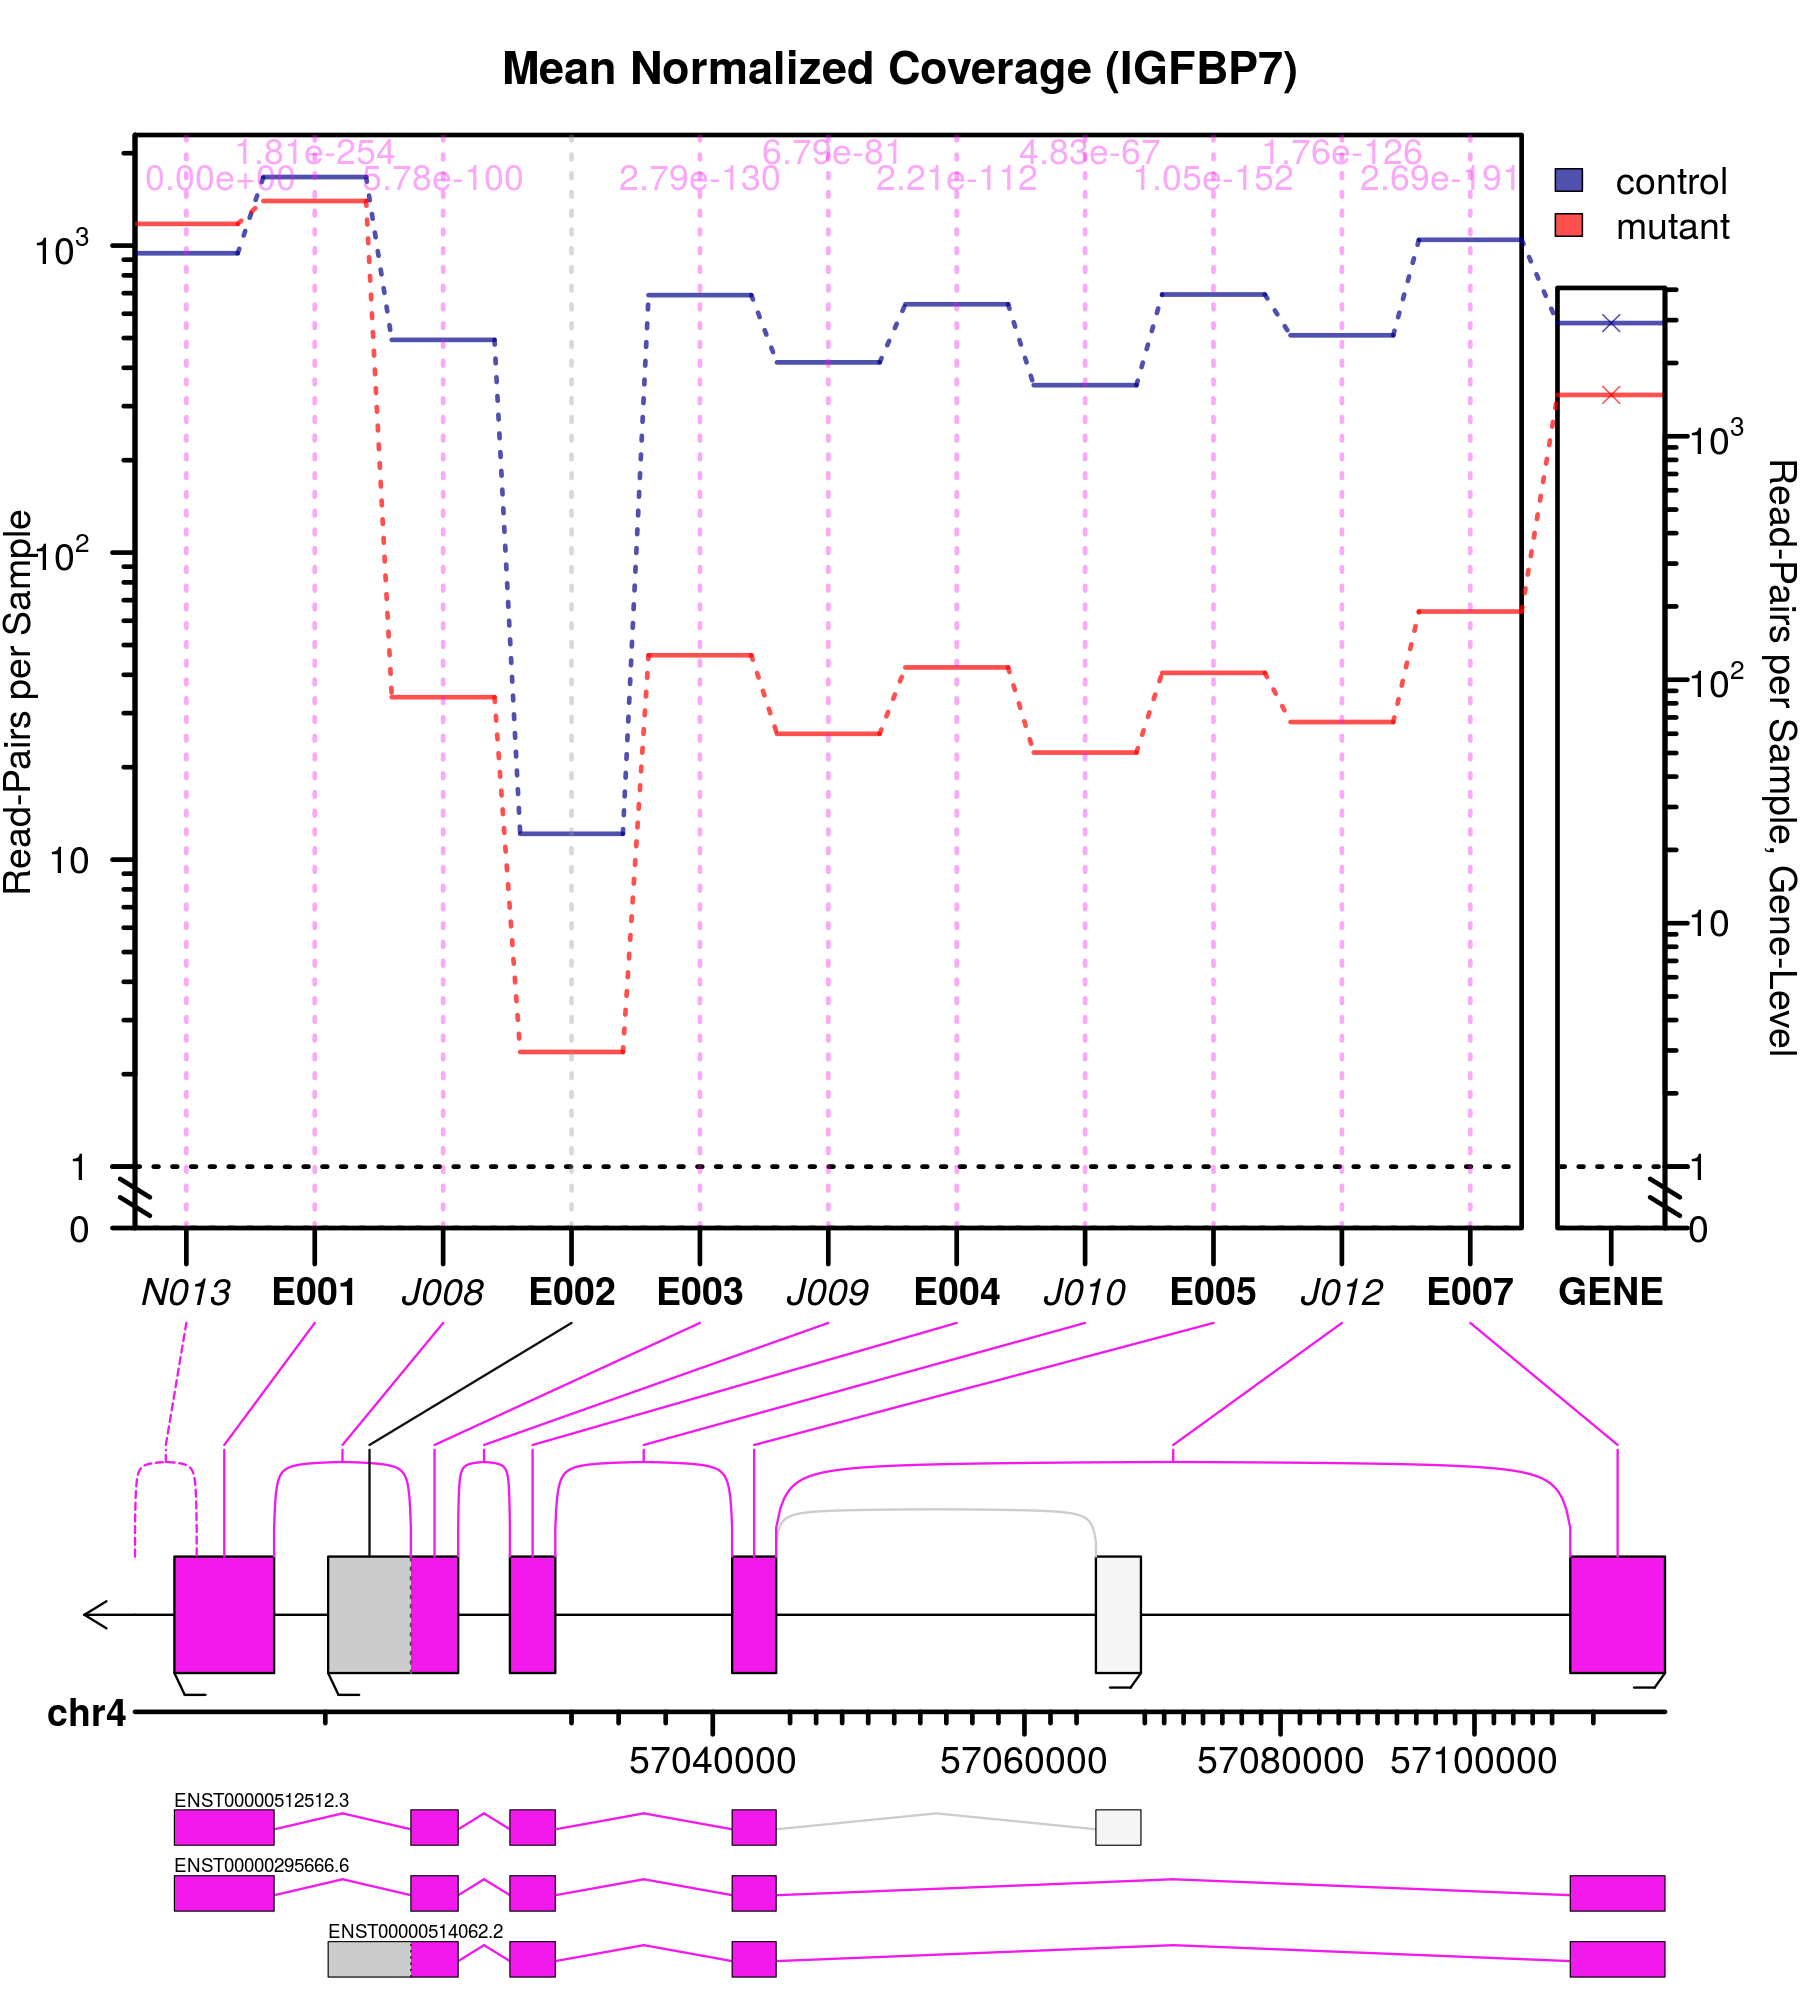 Mean Normalized Coverage (IGFBP7)
1.81e-254 6.79e-81 4.83e-67 1.76e-126
0.00e+00 5.78e-100 2.79e-130 2.21e-112 1.05e-152 2.69e-191
control
mutant
Read-Pairs per Sample
10³
10²
10
1
0
Read-Pairs per Sample, Gene-Level
10³
10²
10
1
0
N013 E001 J008 E002 E003 J009 E004 J010 E005 J012 E007 GENE
chr4
57040000 57060000 57080000 57100000
ENST00000512512.3
ENST00000295666.6
ENST00000514062.2